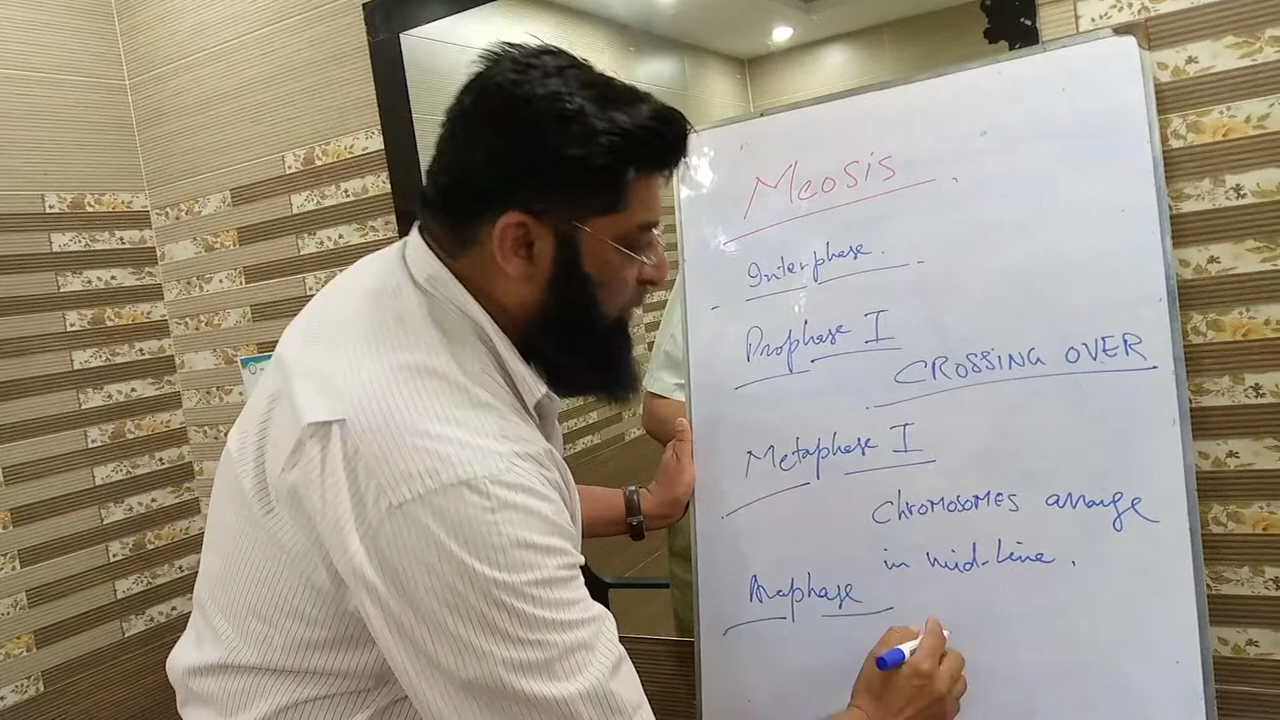 Meosis
Interphase
Prophase I
CROSSING OVER
Metaphase I
Chromosomes arrange
in mid-line.
Anaphase